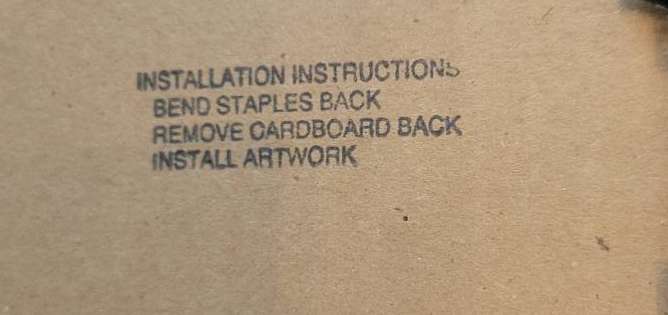 INSTALLATION INSTRUCTIONS
BEND STAPLES BACK
REMOVE CARDBOARD BACK
INSTALL ARTWORK